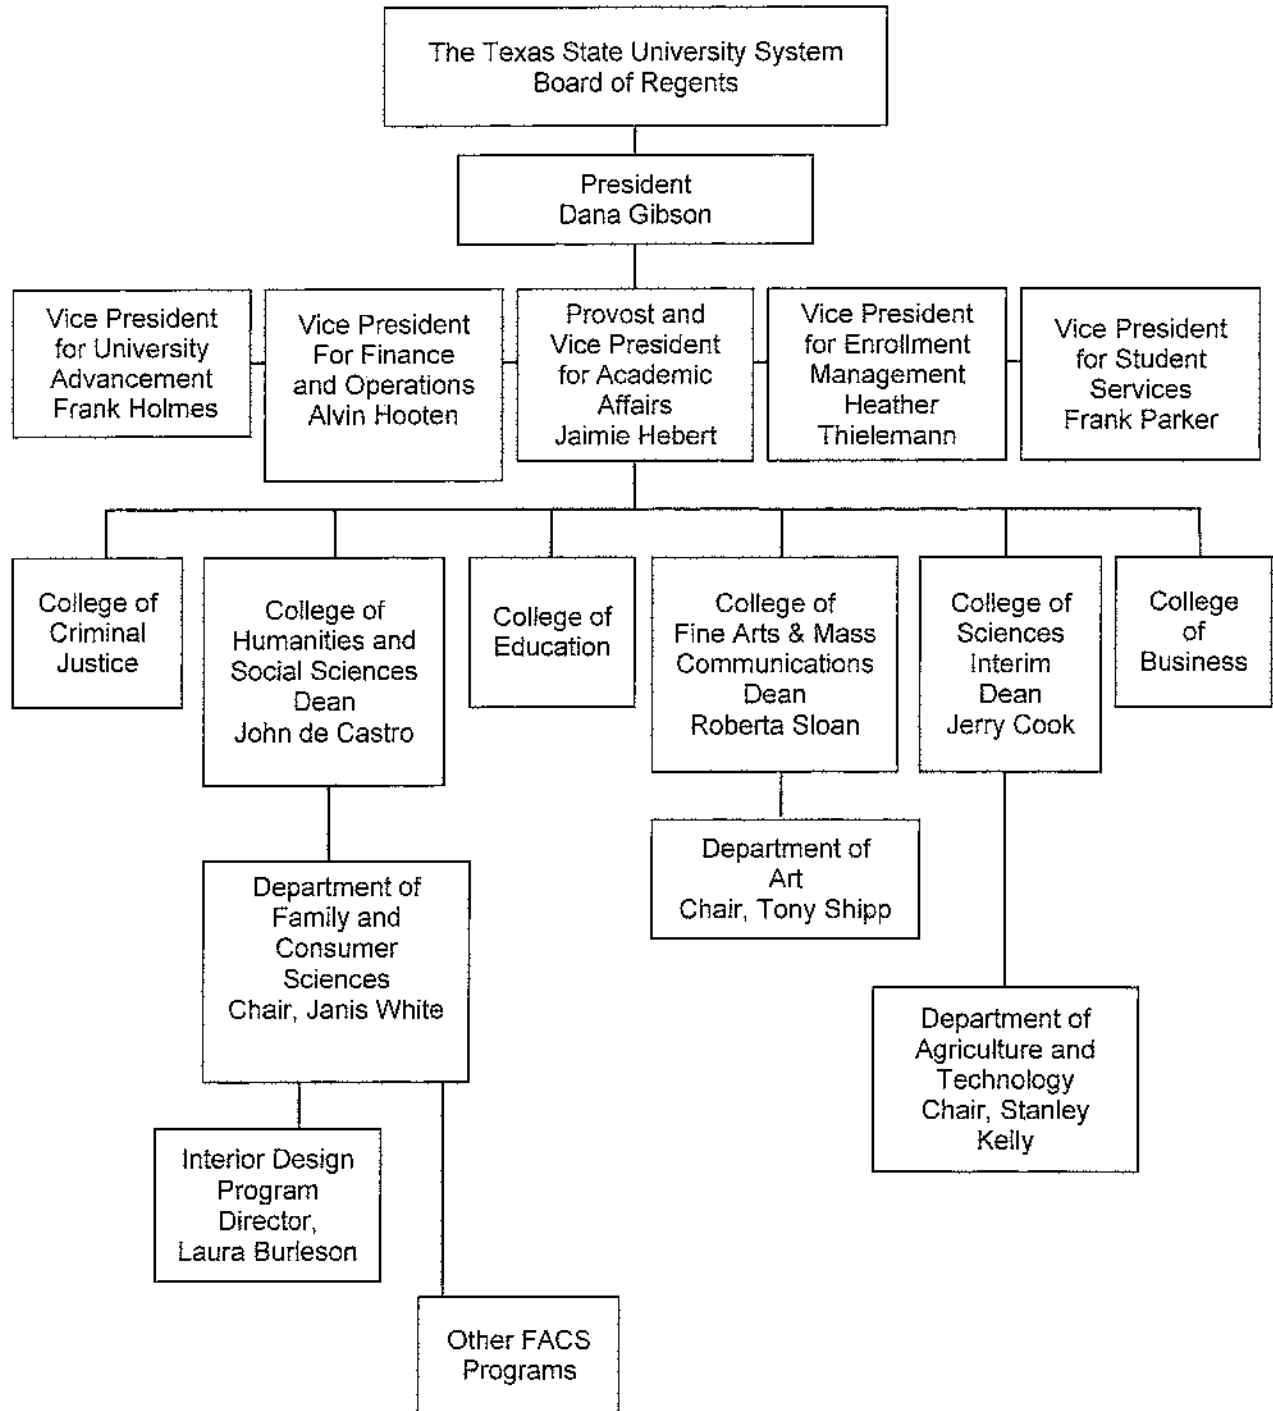 The Texas State University System
Board of Regents
President
Dana Gibson
Vice President
for University
Advancement
Frank Holmes
Vice President
For Finance
and Operations
Alvin Hooten
Provost and
Vice President
for Academic
Affairs
Jaimie Hebert
Vice President
for Enrollment
Management
Heather
Thielemann
Vice President
for Student
Services
Frank Parker
College of
Criminal
Justice
College of
Humanities and
Social Sciences
Dean
John de Castro
College of
Education
College of
Fine Arts & Mass
Communications
Dean
Roberta Sloan
College of
Sciences
Interim
Dean
Jerry Cook
College
of
Business
Department of
Family and
Consumer
Sciences
Chair, Janis White
Department of
Art
Chair, Tony Shipp
Department of
Agriculture and
Technology
Chair, Stanley
Kelly
Interior Design
Program
Director,
Laura Burleson
Other FACS
Programs